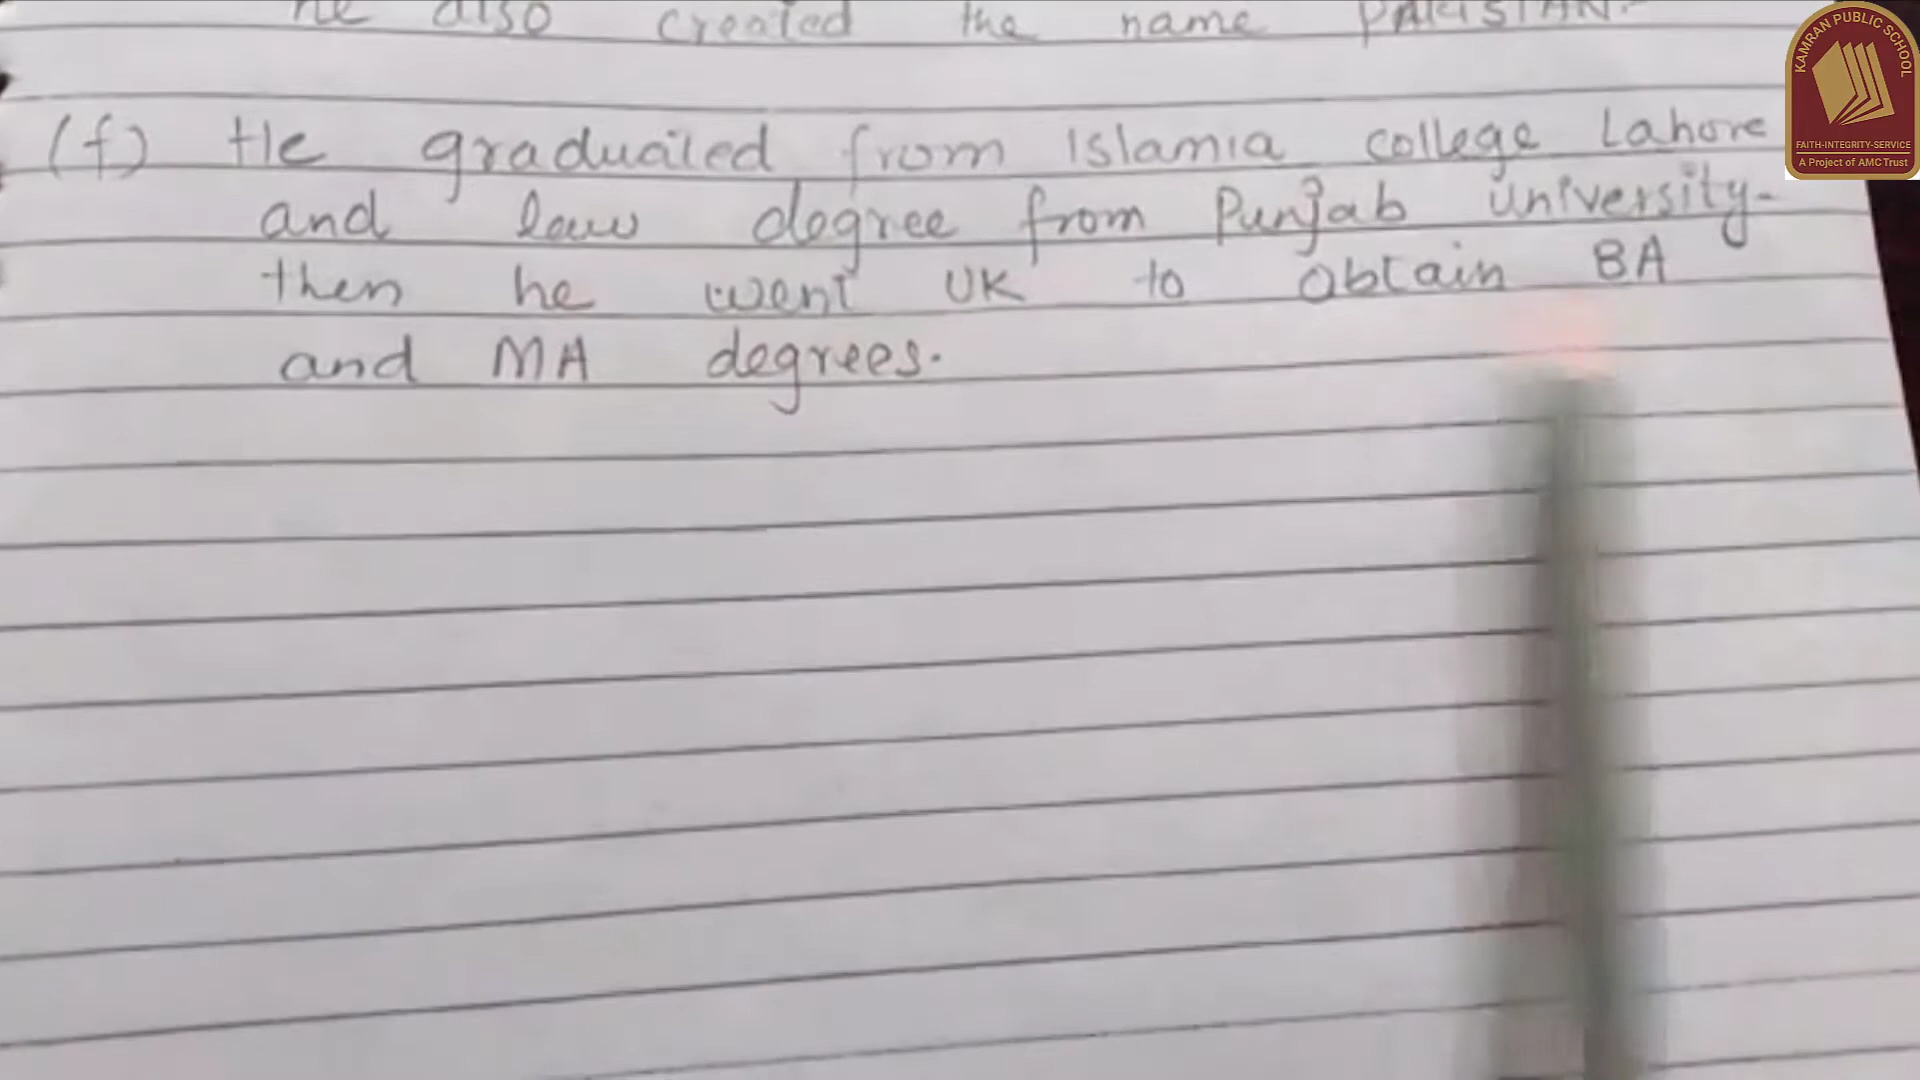 He also created the name PAKISTAN.
(f) He graduated from Islamia college Lahore
and law degree from Punjab university-
then he went UK to obtain BA
and MA degrees.
KAMRAN PUBLIC SCHOOL
FAITH-INTEGRITY-SERVICE
A Project of AMC Trust